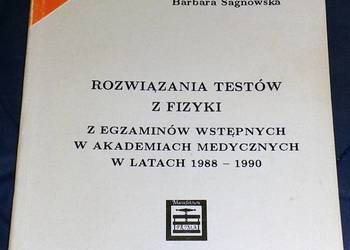 Barbara Sagnowska
ROZWIĄZANIA TESTÓW
Z FIZYKI
Z EGZAMINÓW WSTĘPNYCH
W AKADEMIACH MEDYCZNYCH
W LATACH 1988 – 1990